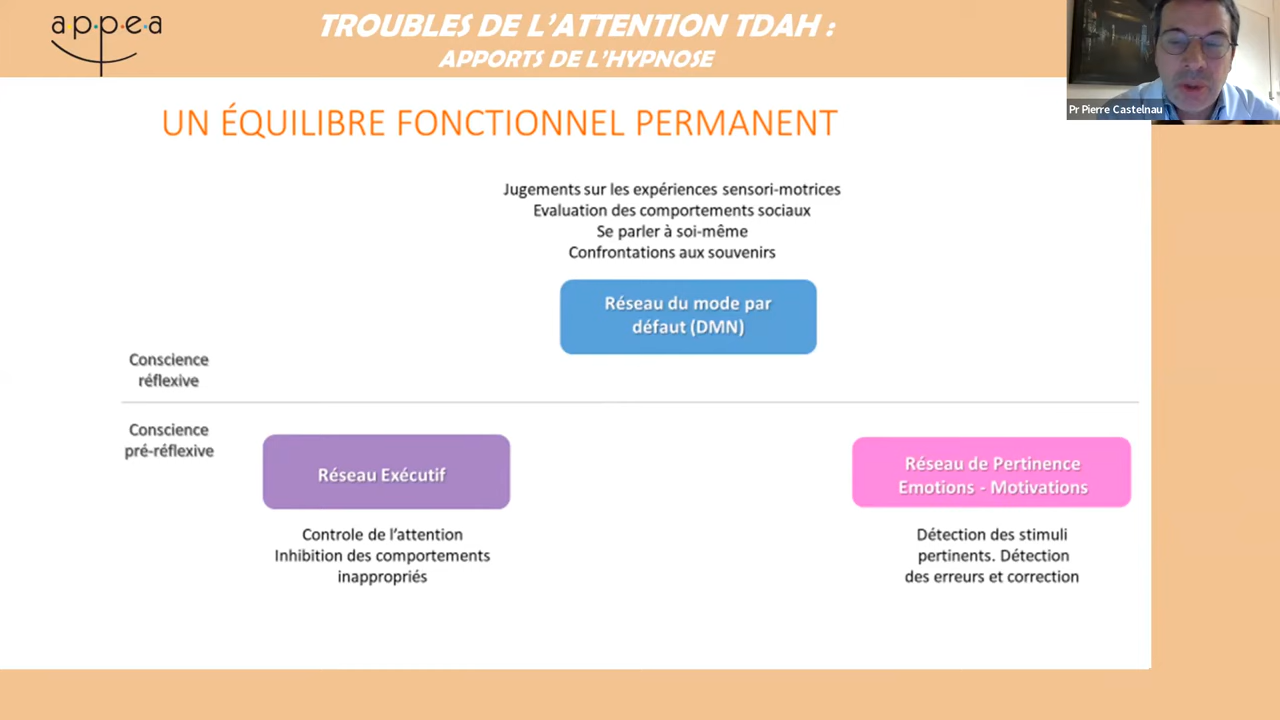 appea
TROUBLES DE L'ATTENTION TDAH :
APPORTS DE L'HYPNOSE
Pr Pierre Castelnau
UN ÉQUILIBRE FONCTIONNEL PERMANENT
Jugements sur les expériences sensori-motrices
Evaluation des comportements sociaux
Se parler à soi-même
Confrontations aux souvenirs
Réseau du mode par
défaut (DMN)
Conscience
réflexive
Conscience
pré-réflexive
Réseau Exécutif
Controle de l'attention
Inhibition des comportements
inappropriés
Réseau de Pertinence
Emotions - Motivations
Détection des stimuli
pertinents. Détection
des erreurs et correction